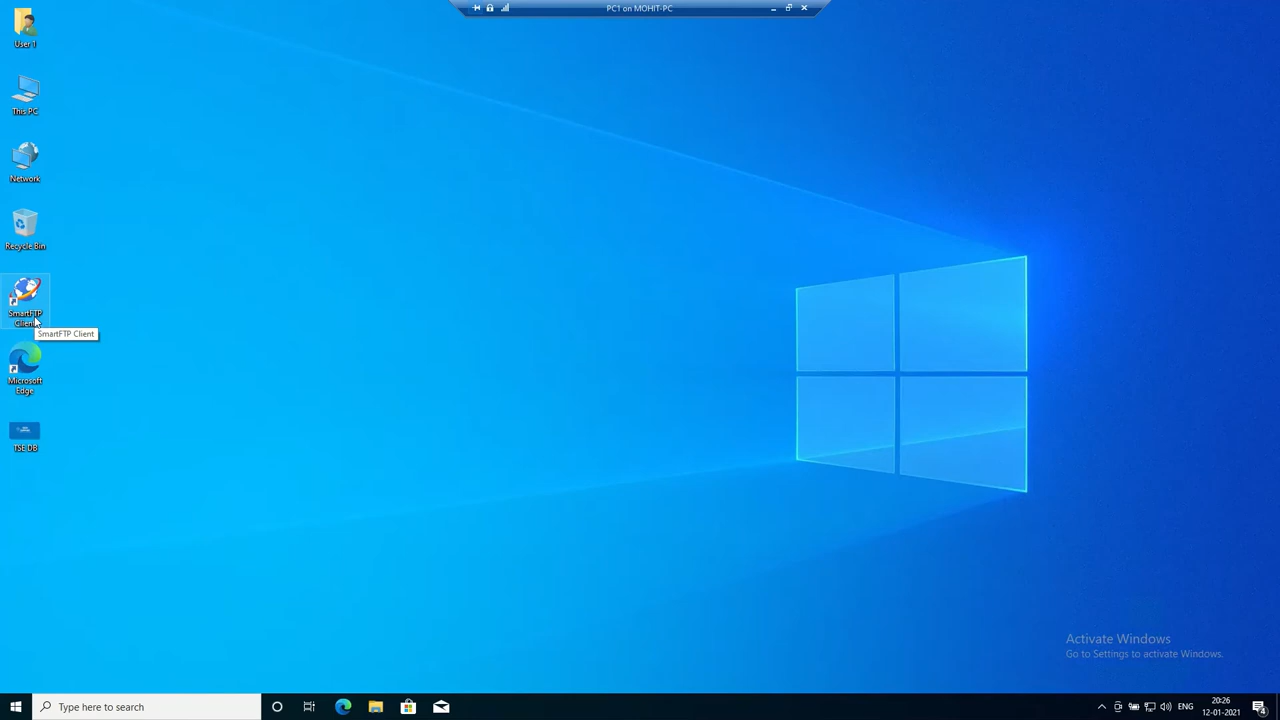 PC1 on MOHIT-PC
User 1
This PC
Network
Recycle Bin
SmartFTP
Client
SmartFTP Client
Microsoft
Edge
TSE DB
Activate Windows
Go to Settings to activate Windows.
Type here to search
ENG
20:26
12-01-2021
4